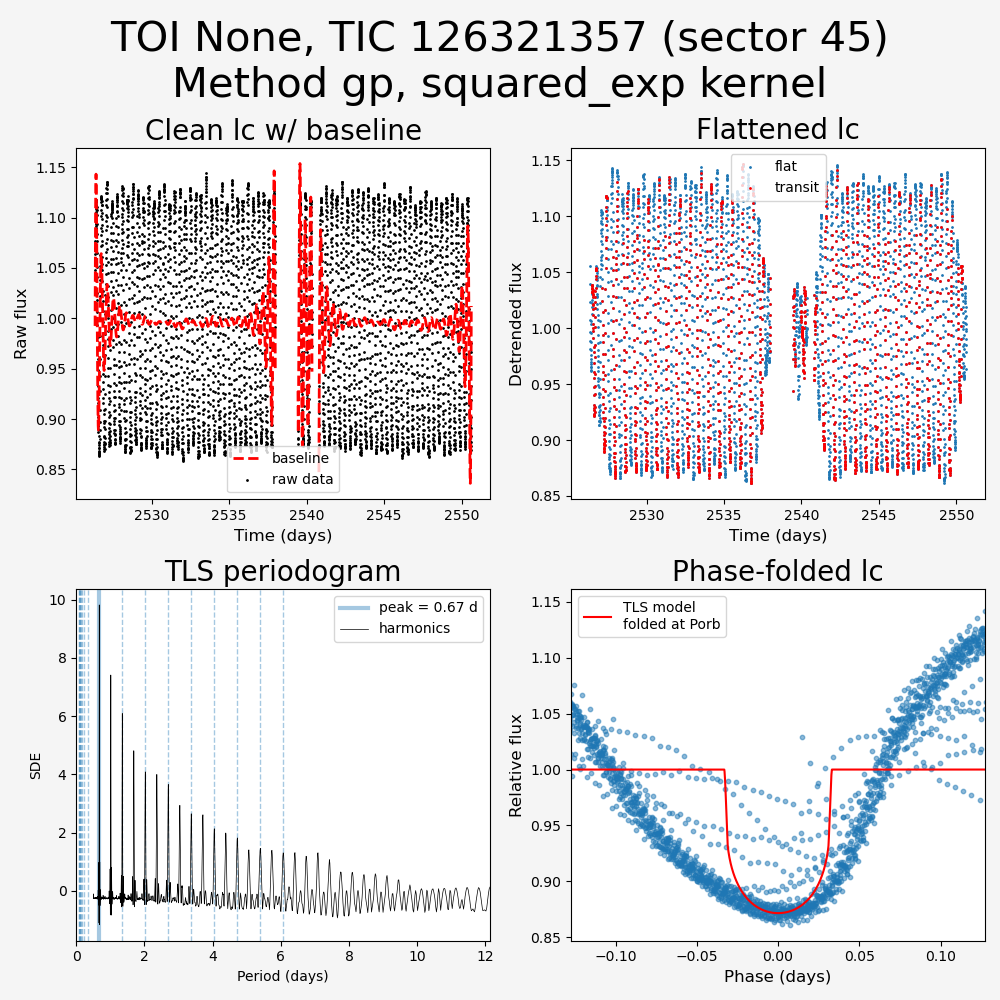 TOI None, TIC 126321357 (sector 45)
Method gp, squared_exp kernel
Clean lc w/ baseline
Raw flux
1.15
1.10
1.05
1.00
0.95
0.90
0.85
baseline
raw data
2530
2535
2540
2545
2550
Time (days)
Flattened lc
Detrended flux
1.15
1.10
1.05
1.00
0.95
0.90
0.85
flat
transit
2530
2535
2540
2545
2550
Time (days)
TLS periodogram
SDE
10
8
6
4
2
0
peak = 0.67 d
harmonics
0
2
4
6
8
10
12
Period (days)
Phase-folded lc
Relative flux
1.15
1.10
1.05
1.00
0.95
0.90
0.85
TLS model
folded at Porb
−0.10
−0.05
0.00
0.05
0.10
Phase (days)